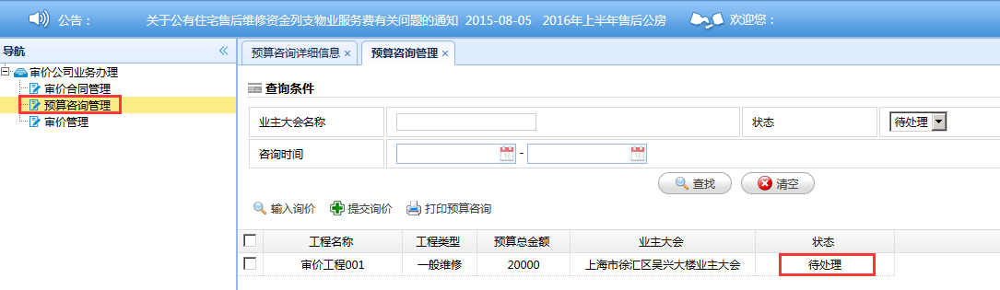 公告： 关于公有住宅售后维修资金列支物业服务费有关问题的通知 2015-08-05 2016年上半年售后公房 欢迎您：
导航
审价公司业务办理
审价合同管理
预算咨询管理
审价管理
预算咨询详细信息 预算咨询管理
查询条件
业主大会名称 状态 待处理
咨询时间 -
查找 清空
输入询价 提交询价 打印预算咨询
工程名称 工程类型 预算总金额 业主大会 状态
审价工程001 一般维修 20000 上海市徐汇区吴兴大楼业主大会 待处理